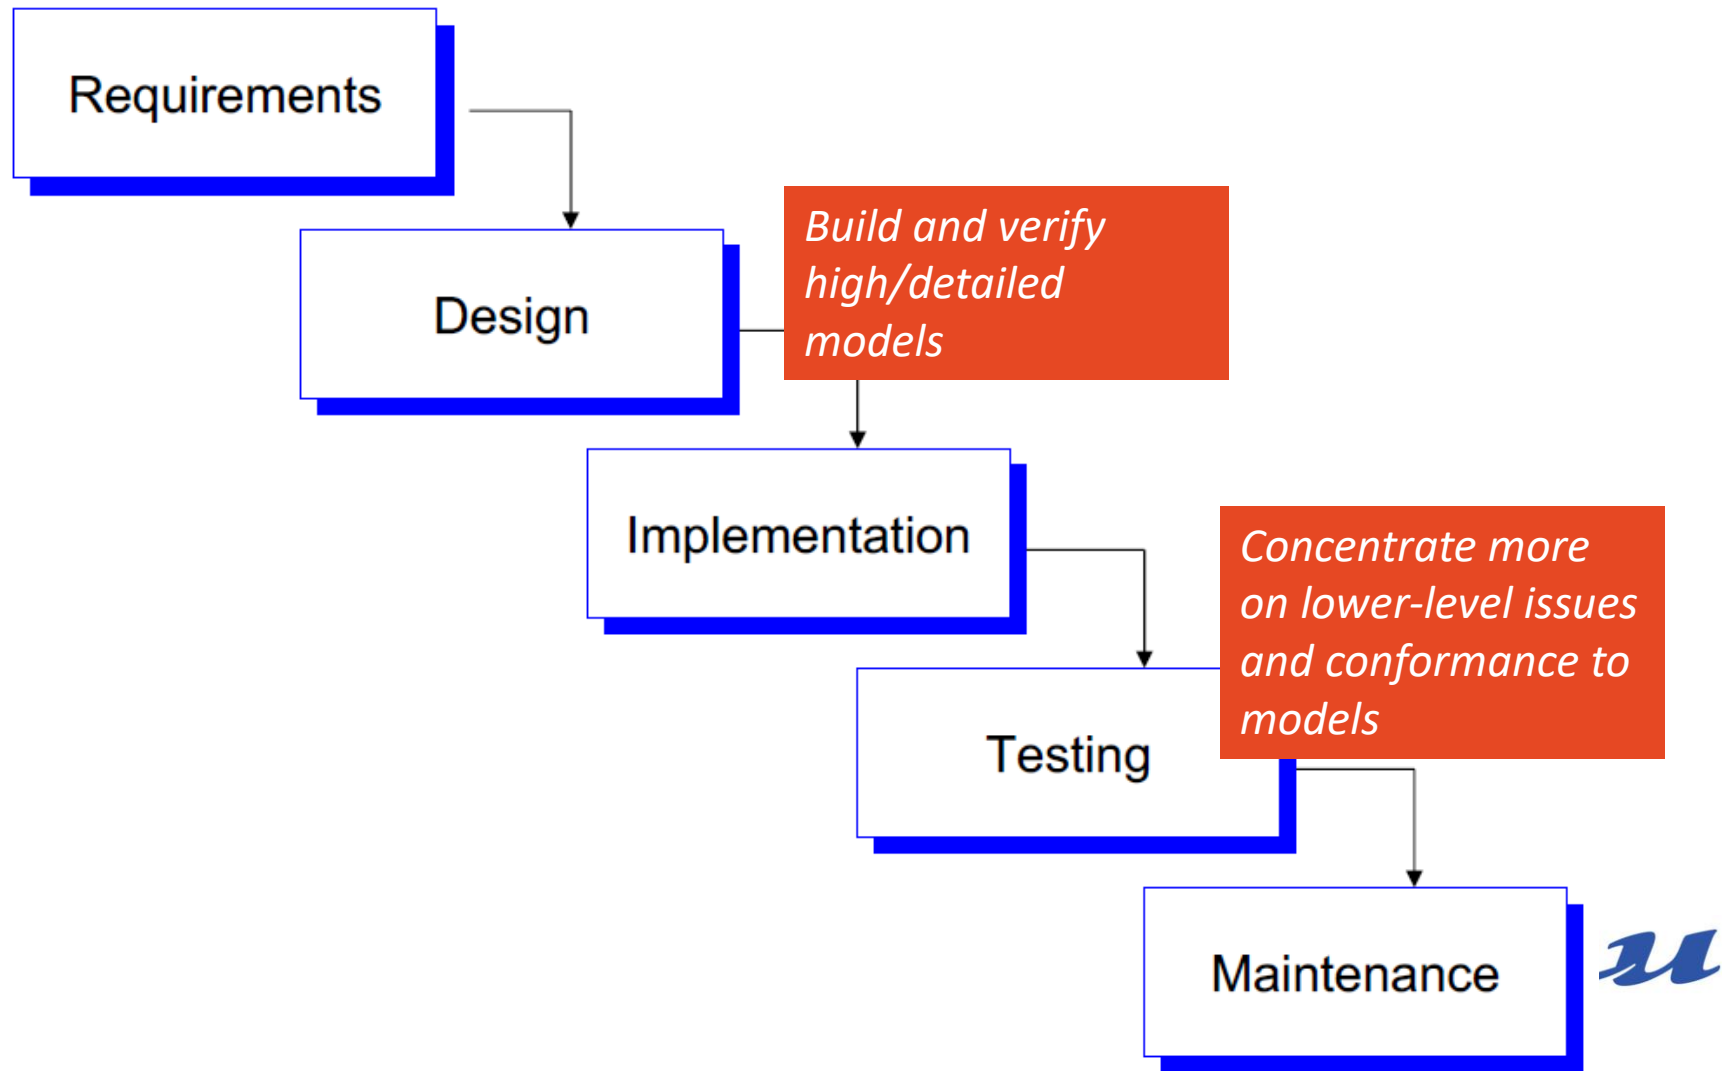 Requirements
Build and verify
high/detailed
models
Design
Implementation
Concentrate more
on lower-level issues
and conformance to
models
Testing
Maintenance
u